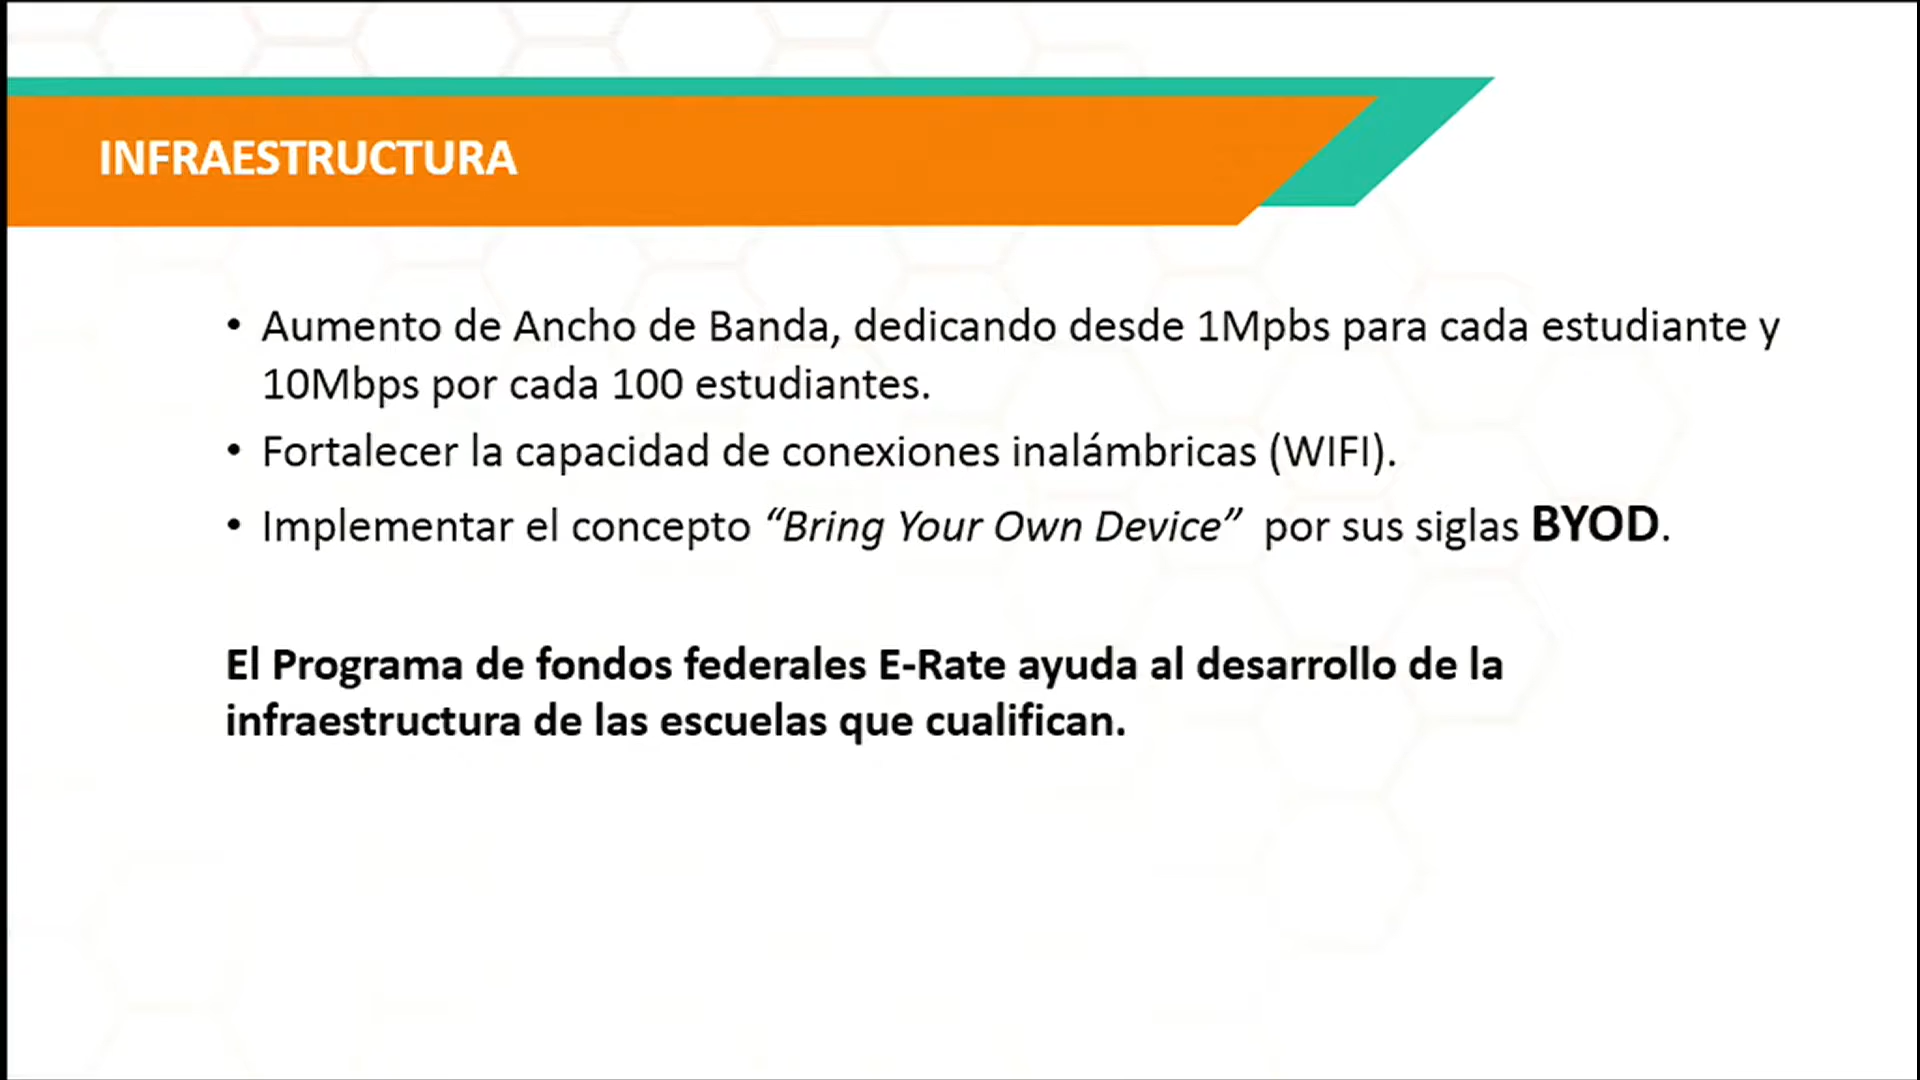 INFRAESTRUCTURA
• Aumento de Ancho de Banda, dedicando desde 1Mpbs para cada estudiante y
10Mbps por cada 100 estudiantes.
• Fortalecer la capacidad de conexiones inalámbricas (WIFI).
• Implementar el concepto “Bring Your Own Device” por sus siglas BYOD.
El Programa de fondos federales E-Rate ayuda al desarrollo de la
infraestructura de las escuelas que cualifican.